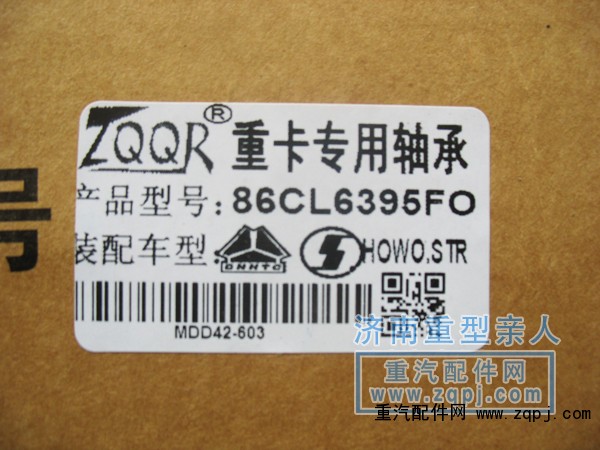 ZQQR® 重卡专用轴承
产品型号:86CL6395FO
装配车型 CNHTC HOWO.STR
MDD42-603
号
济南重型亲人
重汽配件网
www.zqpj.com
重汽配件网 www.zqpj.com